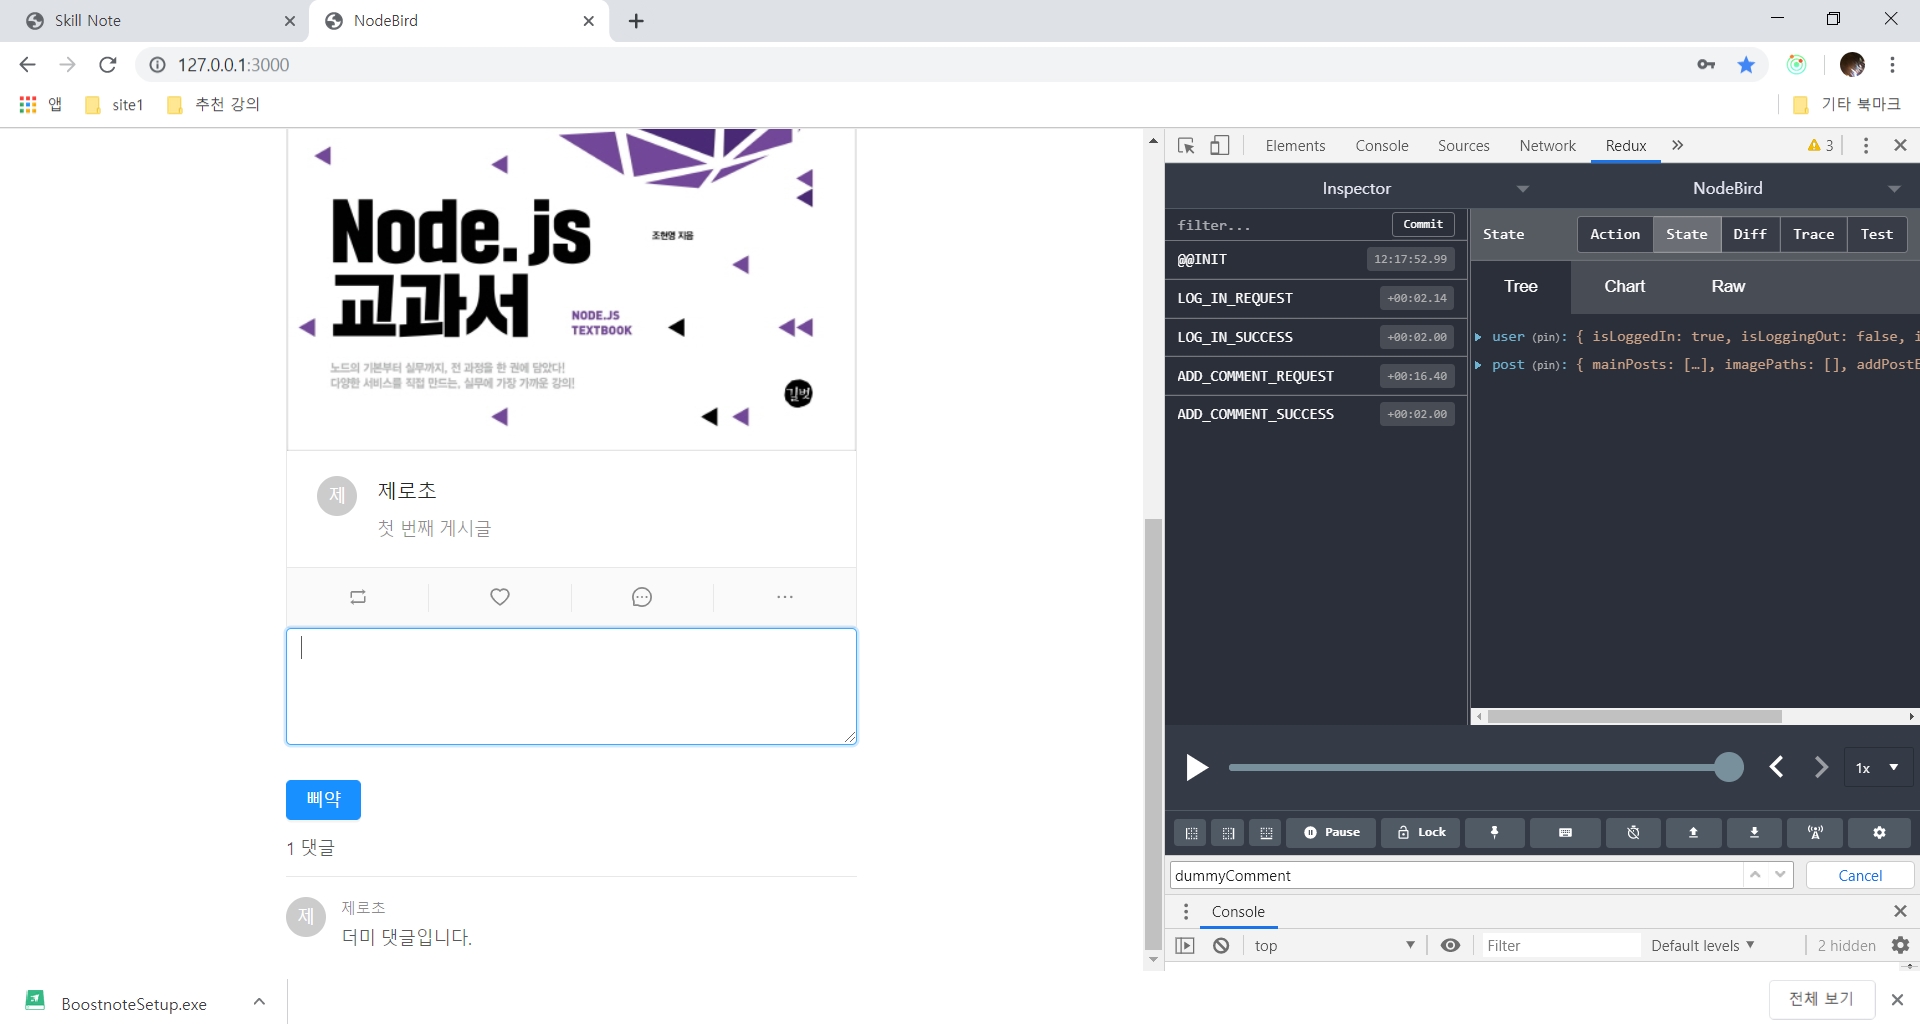 Skill Note
NodeBird
127.0.0.1:3000
앱
site1
추천 강의
기타 북마크
Node.js
교과서
조현영 지음
NODE.JS
TEXTBOOK
노드의 기본부터 실무까지, 전 과정을 한 권에 담았다!
다양한 서비스를 직접 만드는, 실무에 가장 가까운 강의!
길벗
제
제로초
첫 번째 게시글
삐약
1 댓글
제
제로초
더미 댓글입니다.
Elements Console Sources Network Redux
3
Inspector
NodeBird
filter...
Commit
@@INIT 12:17:52.99
LOG_IN_REQUEST +00:02.14
LOG_IN_SUCCESS +00:02.00
ADD_COMMENT_REQUEST +00:16.40
ADD_COMMENT_SUCCESS +00:02.00
State
Action State Diff Trace Test
Tree Chart Raw
user (pin): { isLoggedIn: true, isLoggingOut: false, i
post (pin): { mainPosts: […], imagePaths: [], addPostE
1x
Pause
Lock
dummyComment
Cancel
Console
top
Filter
Default levels
2 hidden
BoostnoteSetup.exe
전체 보기